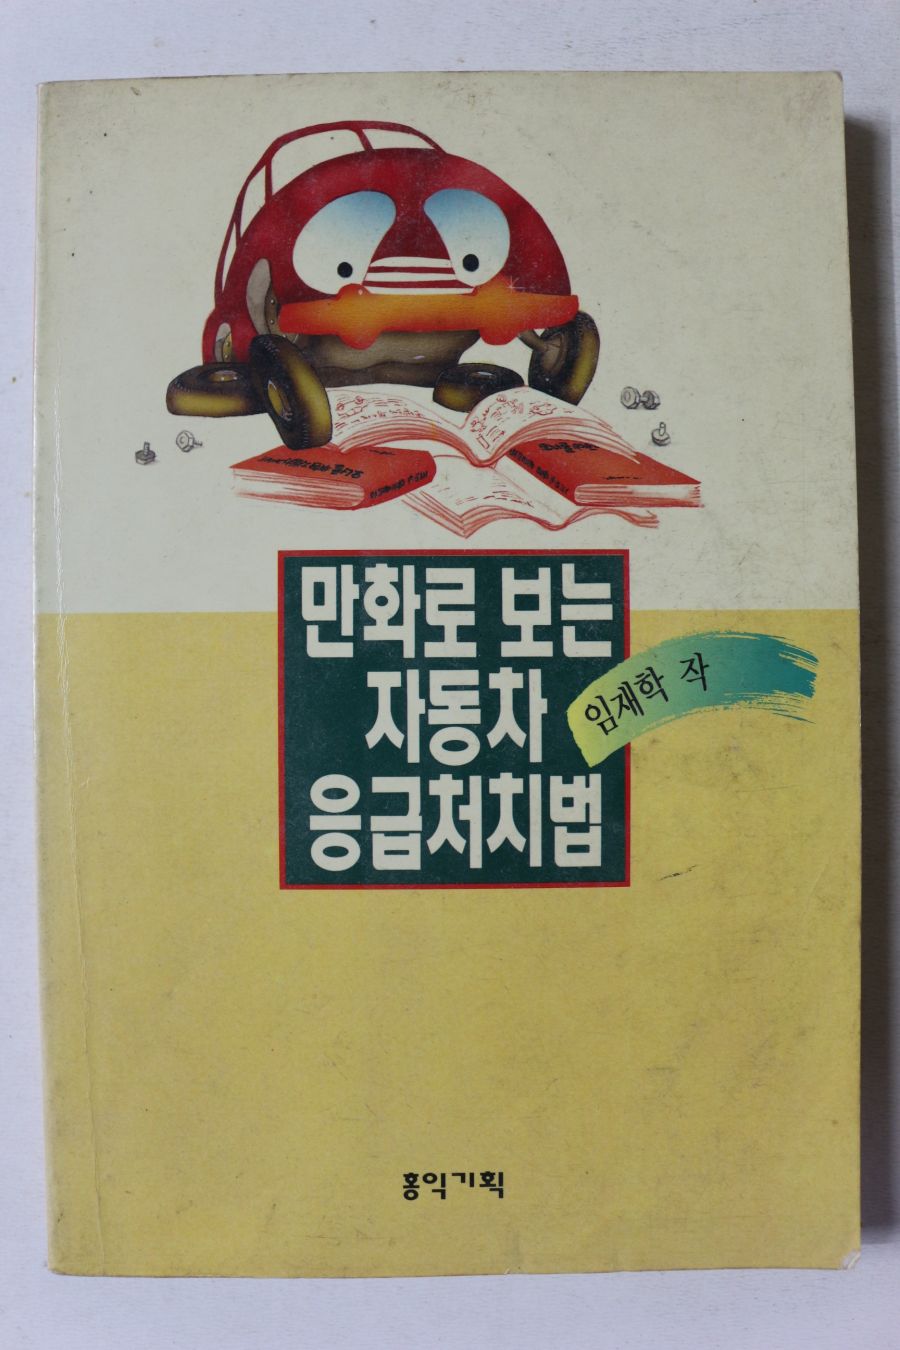 만화로 보는
자동차
응급처치법
임재학 작
홍익기획